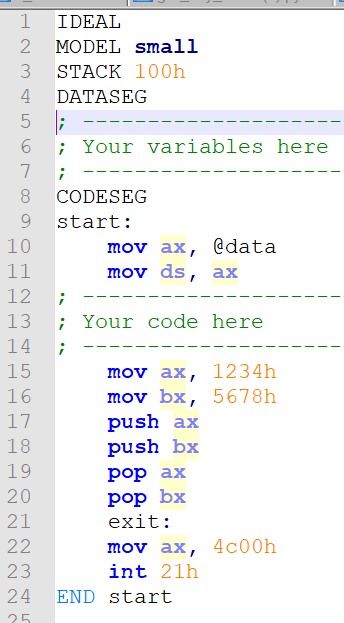 1 IDEAL
2 MODEL small
3 STACK 100h
4 DATASEG
5 ; --------------------
6 ; Your variables here
7 ; --------------------
8 CODESEG
9 start:
10 mov ax, @data
11 mov ds, ax
12 ; --------------------
13 ; Your code here
14 ; --------------------
15 mov ax, 1234h
16 mov bx, 5678h
17 push ax
18 push bx
19 pop ax
20 pop bx
21 exit:
22 mov ax, 4c00h
23 int 21h
24 END start
25